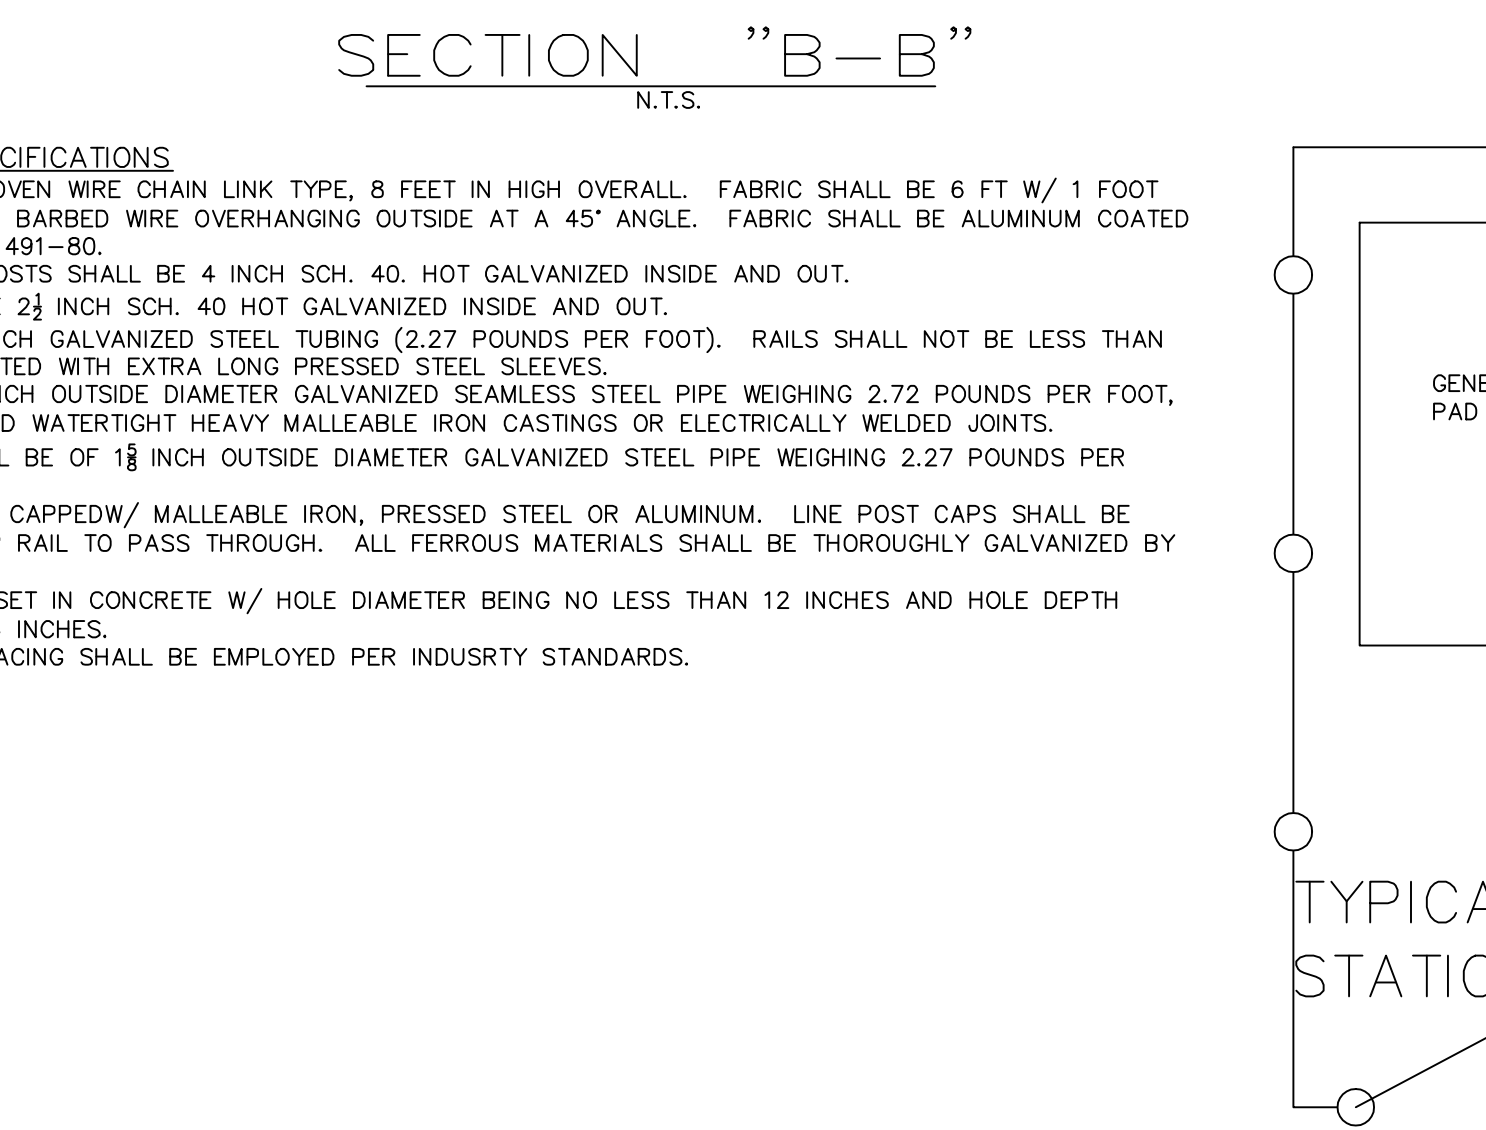 SECTION "B-B"
N.T.S.
CIFICATIONS
OVEN WIRE CHAIN LINK TYPE, 8 FEET IN HIGH OVERALL. FABRIC SHALL BE 6 FT W/ 1 FOOT
BARBED WIRE OVERHANGING OUTSIDE AT A 45° ANGLE. FABRIC SHALL BE ALUMINUM COATED
491-80.
OSTS SHALL BE 4 INCH SCH. 40. HOT GALVANIZED INSIDE AND OUT.
2½ INCH SCH. 40 HOT GALVANIZED INSIDE AND OUT.
CH GALVANIZED STEEL TUBING (2.27 POUNDS PER FOOT). RAILS SHALL NOT BE LESS THAN
TED WITH EXTRA LONG PRESSED STEEL SLEEVES.
NCH OUTSIDE DIAMETER GALVANIZED SEAMLESS STEEL PIPE WEIGHING 2.72 POUNDS PER FOOT,
D WATERTIGHT HEAVY MALLEABLE IRON CASTINGS OR ELECTRICALLY WELDED JOINTS.
L BE OF 1⅝ INCH OUTSIDE DIAMETER GALVANIZED STEEL PIPE WEIGHING 2.27 POUNDS PER
CAPPEDW/ MALLEABLE IRON, PRESSED STEEL OR ALUMINUM. LINE POST CAPS SHALL BE
RAIL TO PASS THROUGH. ALL FERROUS MATERIALS SHALL BE THOROUGHLY GALVANIZED BY
SET IN CONCRETE W/ HOLE DIAMETER BEING NO LESS THAN 12 INCHES AND HOLE DEPTH
INCHES.
ACING SHALL BE EMPLOYED PER INDUSRTY STANDARDS.
GENE
PAD
TYPICA
STATIO